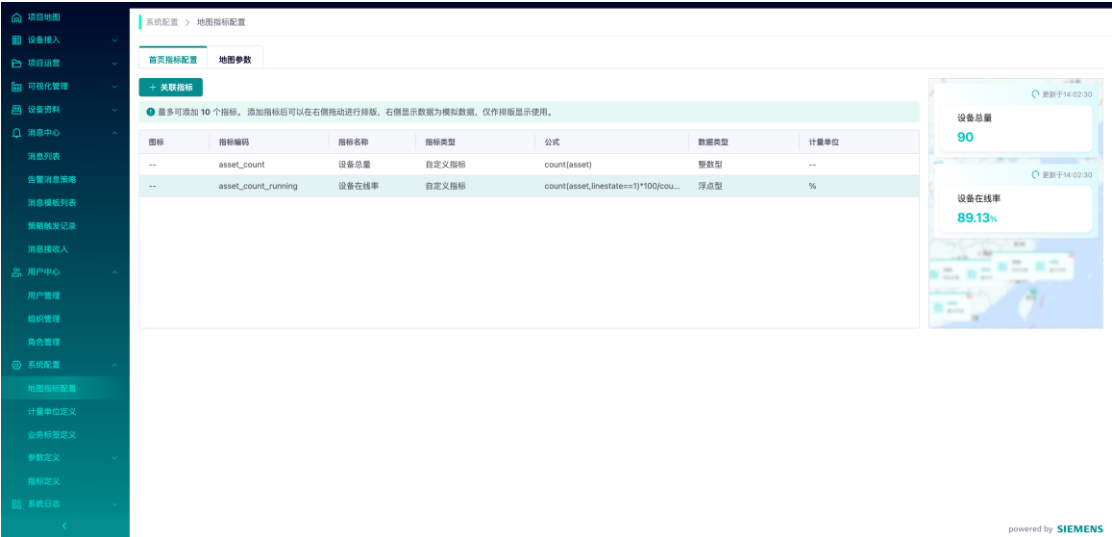 项目地图
设备接入
项目运营
可视化管理
设备资料
消息中心
消息列表
告警消息策略
消息模板列表
策略触发记录
消息接收人
用户中心
用户管理
组织管理
角色管理
系统配置
地图指标配置
计量单位定义
业务标签定义
参数定义
指标定义
系统日志
系统配置 > 地图指标配置
首页指标配置 地图参数
+ 关联指标
最多可添加 10 个指标。 添加指标后可以在右侧拖动进行排版，右侧显示数据为模拟数据，仅作排版显示使用。
图标 指标编码 指标名称 指标类型 公式 数据类型 计量单位
-- asset_count 设备总量 自定义指标 count(asset) 整数型 --
-- asset_count_running 设备在线率 自定义指标 count(asset,linestate==1)*100/cou... 浮点型 %
更新于14:02:30
设备总量
90
更新于14:02:30
设备在线率
89.13%
powered by SIEMENS